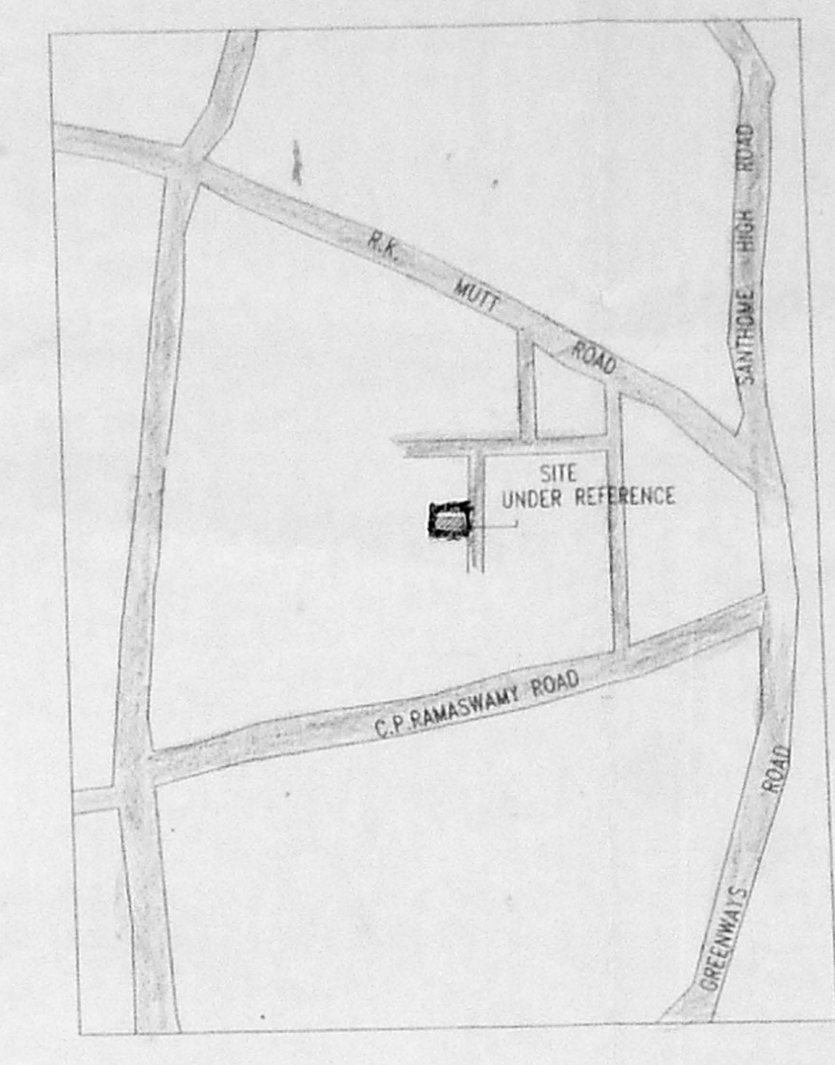 R.K. MUTT ROAD
SANTHOME HIGH ROAD
SITE
UNDER REFERENCE
C.P.RAMASWAMY ROAD
GREENWAYS ROAD